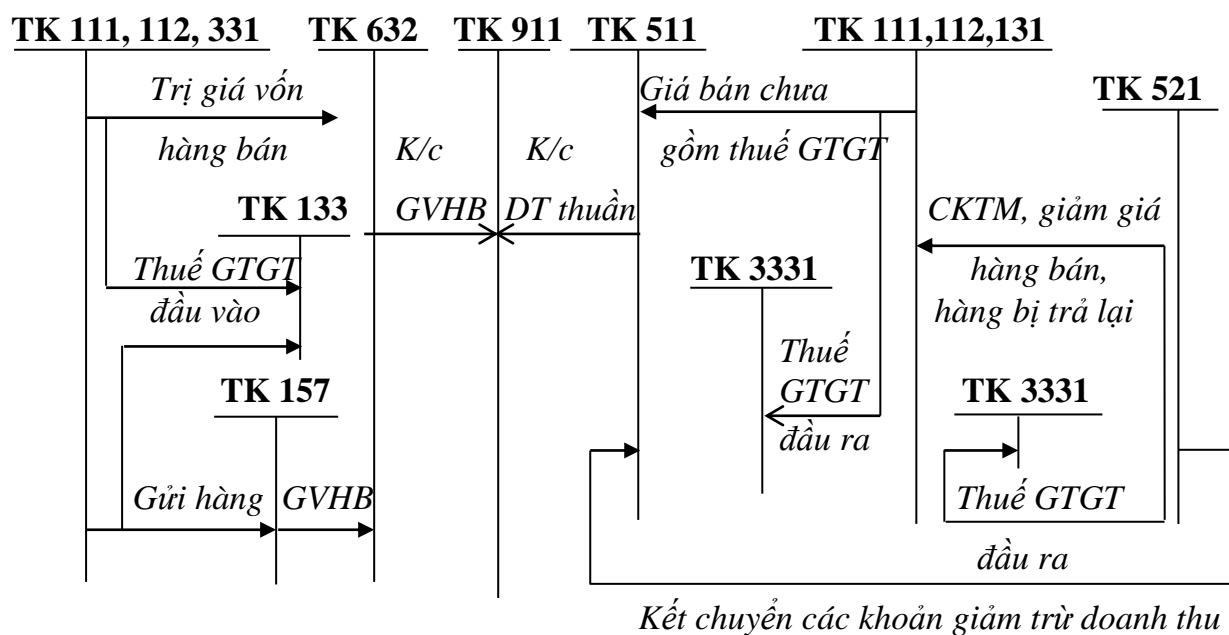 TK 111, 112, 331 TK 632 TK 911 TK 511 TK 111,112,131
Trị giá vốn Giá bán chưa TK 521
hàng bán K/c K/c gồm thuế GTGT
TK 133 GVHB DT thuần CKTM, giảm giá
Thuế GTGT TK 3331 hàng bán,
đầu vào hàng bị trả lại
Thuế
TK 157 GTGT TK 3331
đầu ra
Gửi hàng GVHB Thuế GTGT
đầu ra
Kết chuyển các khoản giảm trừ doanh thu